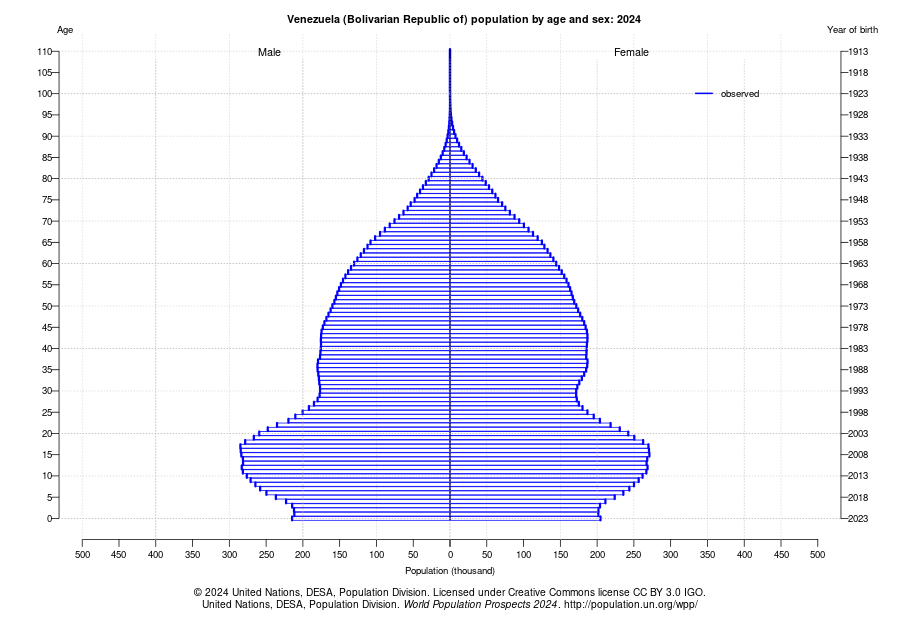 Venezuela (Bolivarian Republic of) population by age and sex: 2024
Age Year of birth
Male Female
110 1913
105 1918
100 1923
observed
95 1928
90 1933
85 1938
80 1943
75 1948
70 1953
65 1958
60 1963
55 1968
50 1973
45 1978
40 1983
35 1988
30 1993
25 1998
20 2003
15 2008
10 2013
5 2018
0 2023
500 450 400 350 300 250 200 150 100 50 0 50 100 150 200 250 300 350 400 450 500
Population (thousand)
© 2024 United Nations, DESA, Population Division. Licensed under Creative Commons license CC BY 3.0 IGO.
United Nations, DESA, Population Division. World Population Prospects 2024. http://population.un.org/wpp/